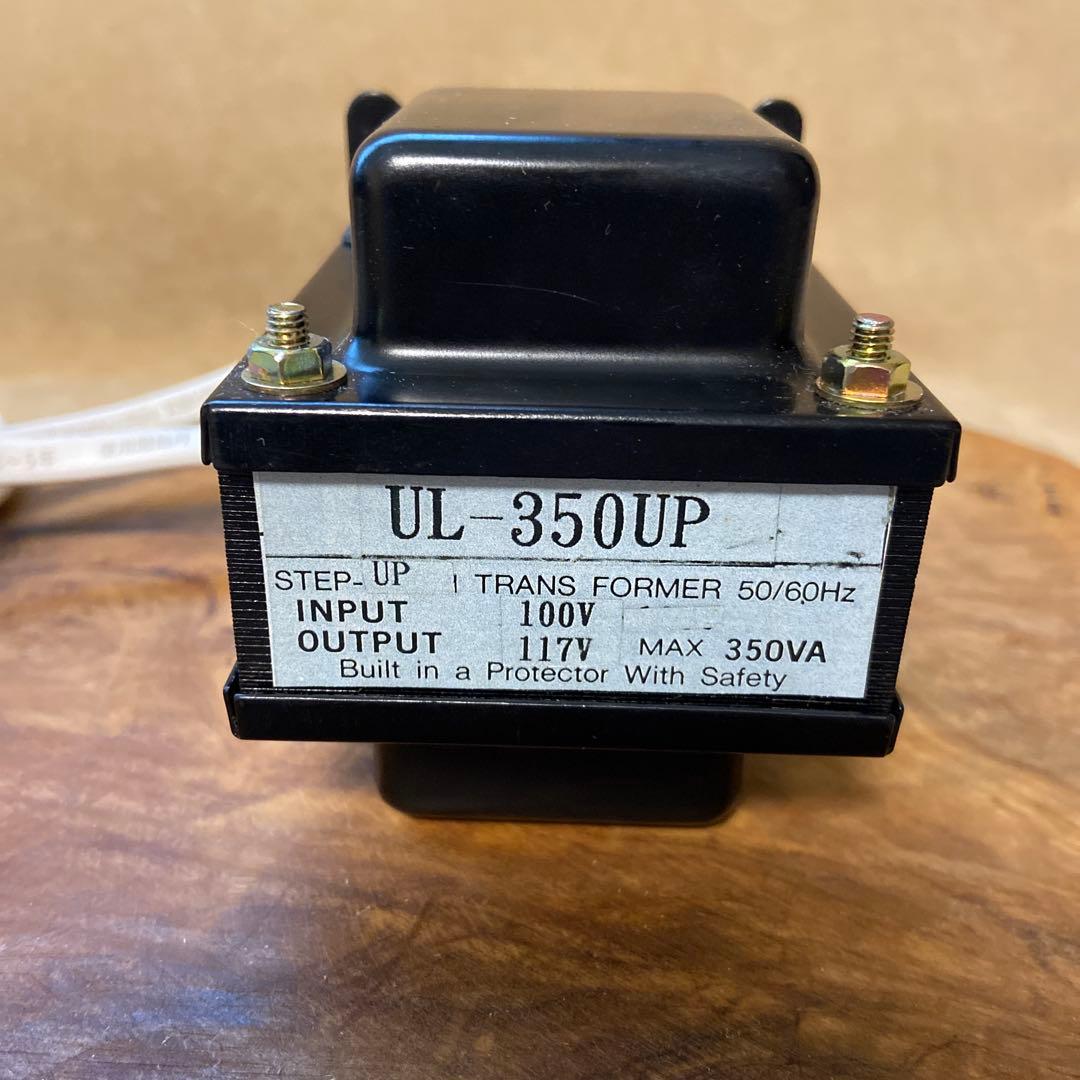 UL-350UP
STEP-UP TRANS FORMER 50/60Hz
INPUT 100V
OUTPUT 117V MAX 350VA
Built in a Protector With Safety